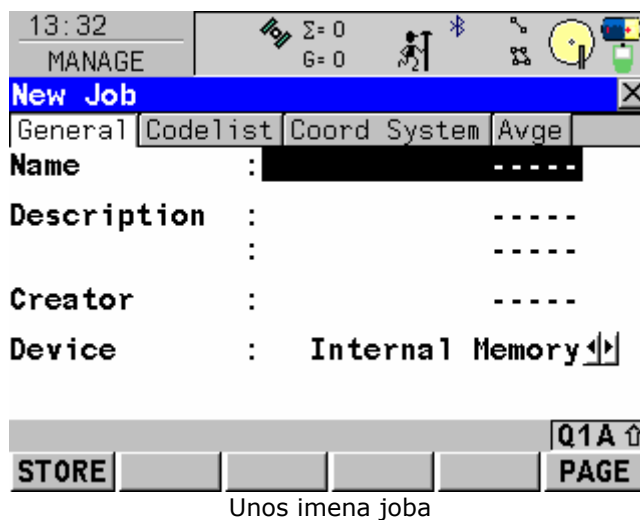 13:32
MANAGE
Σ= 0
G= 0
2
New Job
General Codelist Coord System Avge
Name : -----
Description : -----
: -----
Creator : -----
Device : Internal Memory
Q1A
STORE PAGE
Unos imena joba